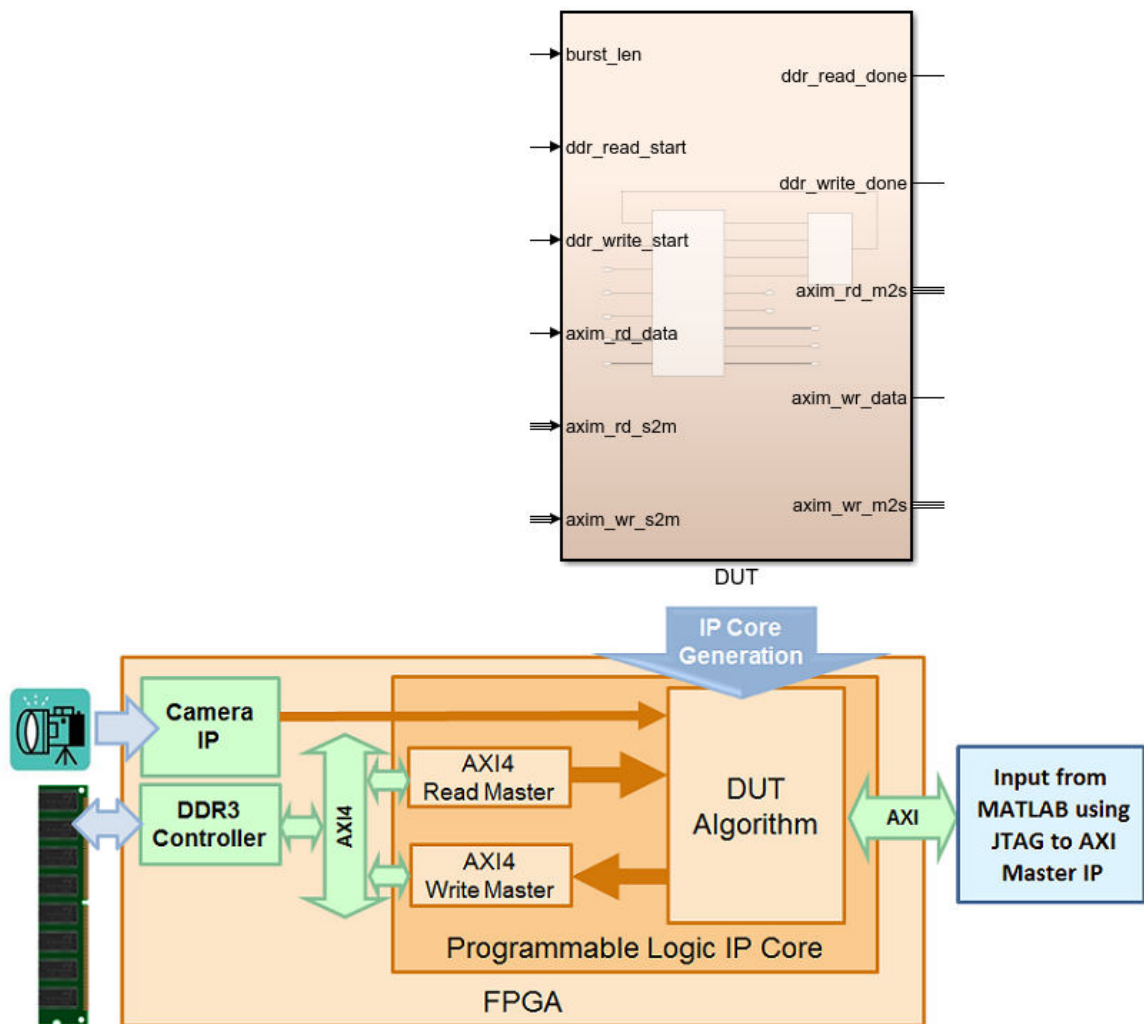 burst_len
ddr_read_done
ddr_read_start
ddr_write_done
ddr_write_start
axim_rd_m2s
axim_rd_data
axim_wr_data
axim_rd_s2m
axim_wr_m2s
axim_wr_s2m
DUT
IP Core
Generation
Camera
IP
AXI4
Read Master
DDR3
Controller
AXI4
DUT
Algorithm
AXI
Input from
MATLAB using
JTAG to AXI
Master IP
AXI4
Write Master
Programmable Logic IP Core
FPGA